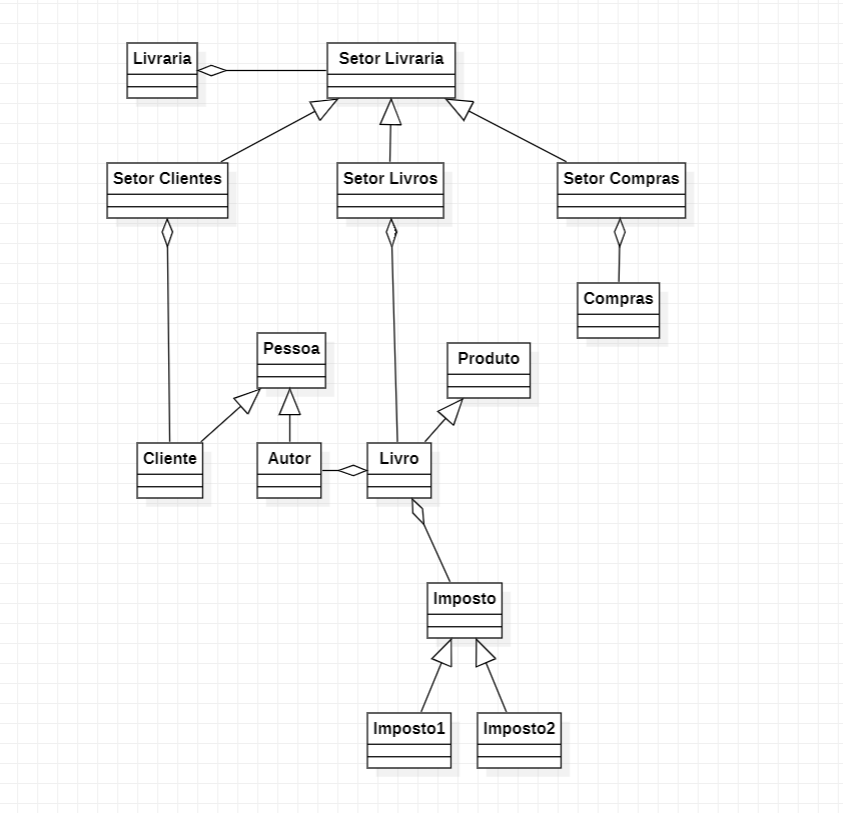 Livraria
Setor Livraria
Setor Clientes
Setor Livros
Setor Compras
Compras
Pessoa
Produto
Cliente
Autor
Livro
Imposto
Imposto1
Imposto2